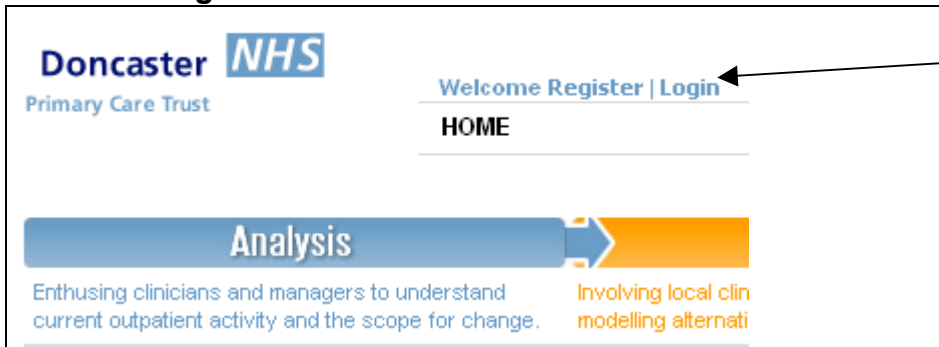 Doncaster NHS
Primary Care Trust
Welcome Register | Login
HOME
Analysis
Enthusing clinicians and managers to understand
current outpatient activity and the scope for change.
Involving local clin
modelling alternati